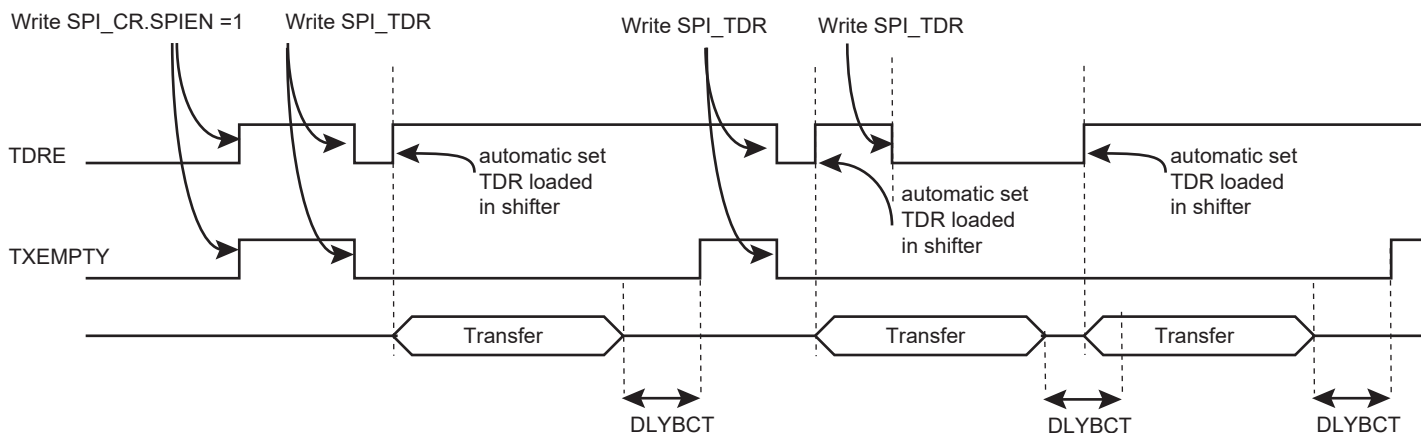 Write SPI_CR.SPIEN =1
Write SPI_TDR
Write SPI_TDR
Write SPI_TDR
TDRE
automatic set
TDR loaded
in shifter
automatic set
TDR loaded
in shifter
automatic set
TDR loaded
in shifter
TXEMPTY
Transfer
Transfer
Transfer
DLYBCT
DLYBCT
DLYBCT